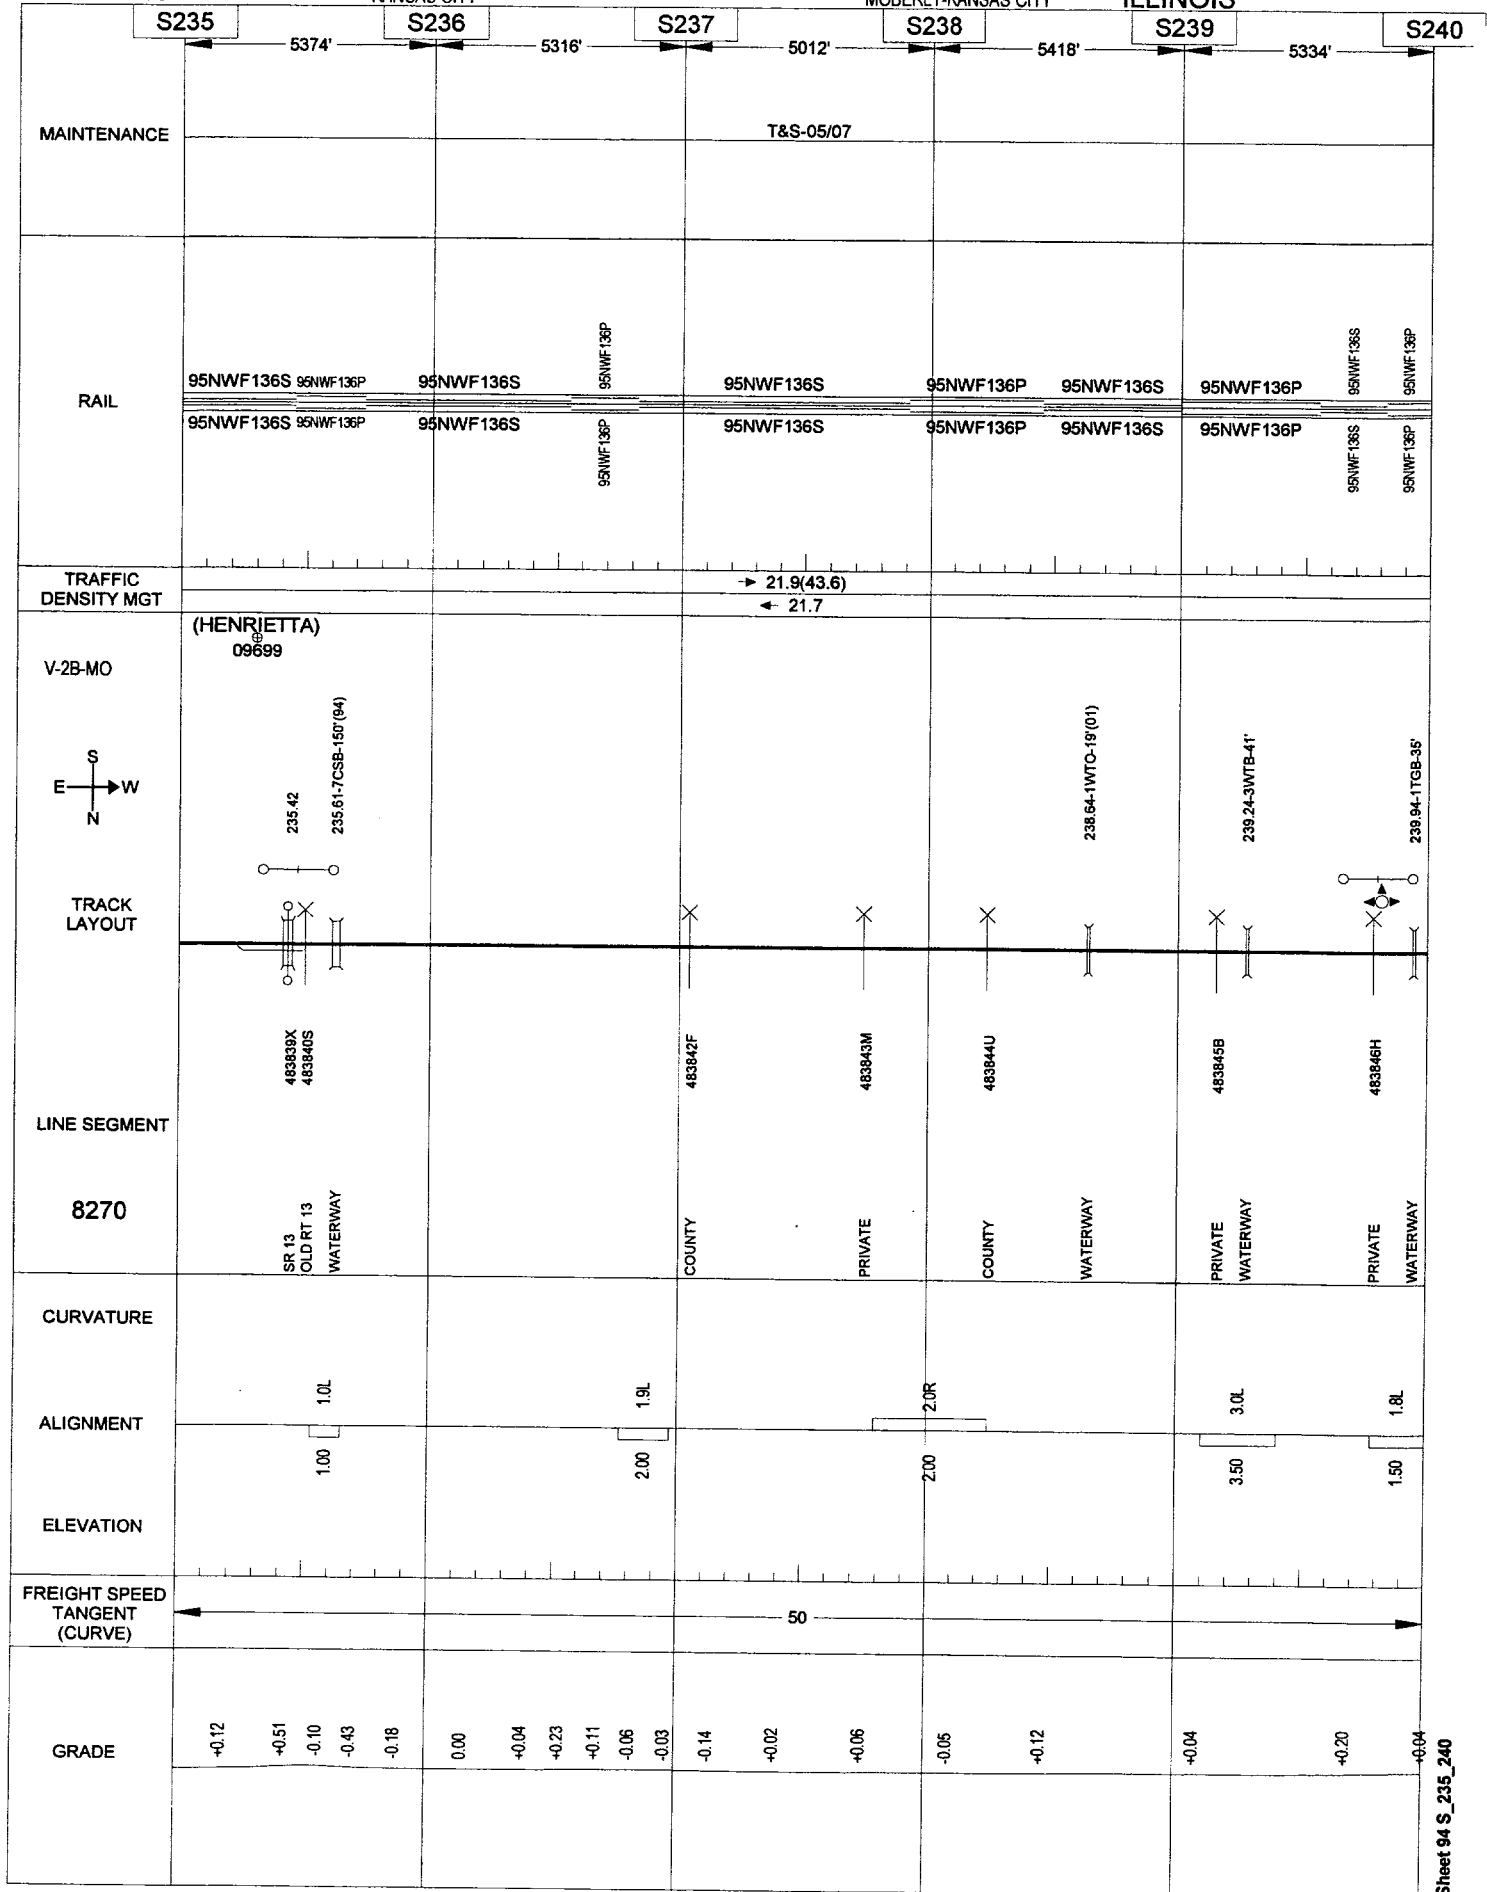 KANSAS CITY
MOBERLY-KANSAS CITY
ILLINOIS
S235 S236 S237 S238 S239 S240
5374' 5316' 5012' 5418' 5334'
MAINTENANCE
T&S-05/07
RAIL
95NWF136P 95NWF136S 95NWF136P
95NWF136S 95NWF136P 95NWF136S 95NWF136S 95NWF136P 95NWF136S 95NWF136P
95NWF136S 95NWF136P 95NWF136S 95NWF136S 95NWF136P 95NWF136S 95NWF136P
95NWF136P 95NWF136S 95NWF136P
TRAFFIC
DENSITY MGT
21.9(43.6)
21.7
(HENRIETTA)
09699
V-2B-MO
S
E W
N
235.42
235.61-7CSB-150'(94)
238.64-1WTO-19'(01)
239.24-3WTB-41'
239.94-1TGB-35'
TRACK
LAYOUT
483839X
483840S
483842F
483843M
483844U
483845B
483846H
LINE SEGMENT
8270
SR 13
OLD RT 13
WATERWAY
COUNTY
PRIVATE
COUNTY
WATERWAY
PRIVATE
WATERWAY
PRIVATE
WATERWAY
CURVATURE
ALIGNMENT
1.0L 1.9L 2.0R 3.0L 1.8L
1.00 2.00 2.00 3.50 1.50
ELEVATION
FREIGHT SPEED
TANGENT
(CURVE)
50
GRADE
+0.12 +0.51 -0.10 -0.43 -0.18 0.00 +0.04 +0.23 +0.11 -0.06 -0.03 -0.14 +0.02 +0.06 -0.05 +0.12 +0.04 +0.20 +0.04
Sheet 94 S_235_240